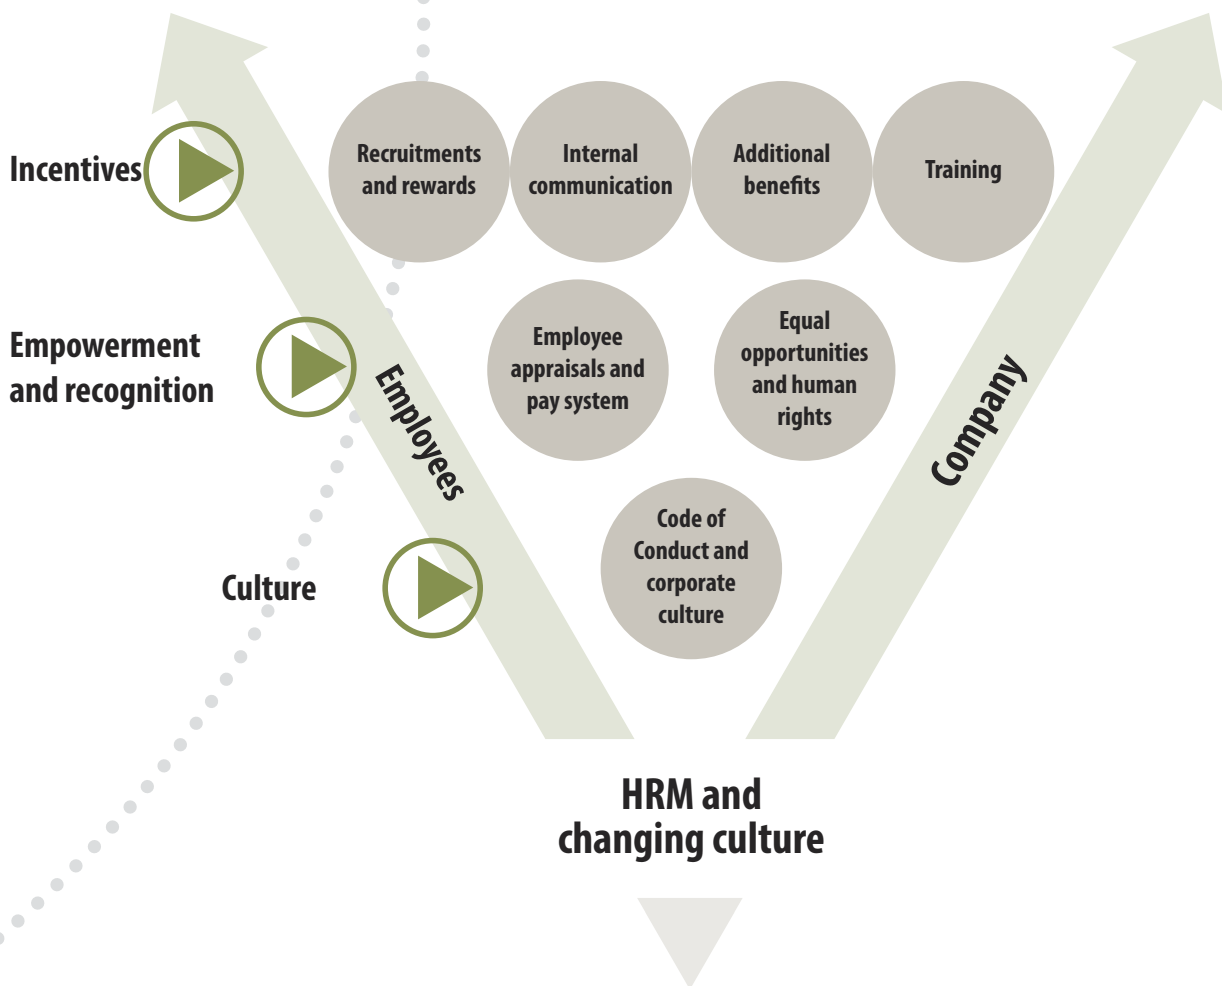 Incentives
Recruitments
and rewards
Internal
communication
Additional
benefits
Training
Empowerment
and recognition
Employees
Employee
appraisals and
pay system
Equal
opportunities
and human
rights
Company
Culture
Code of
Conduct and
corporate
culture
HRM and
changing culture